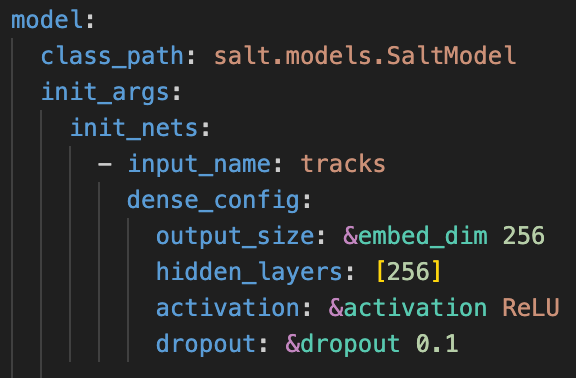 model:
  class_path: salt.models.SaltModel
  init_args:
    init_nets:
      - input_name: tracks
        dense_config:
          output_size: &embed_dim 256
          hidden_layers: [256]
          activation: &activation ReLU
          dropout: &dropout 0.1